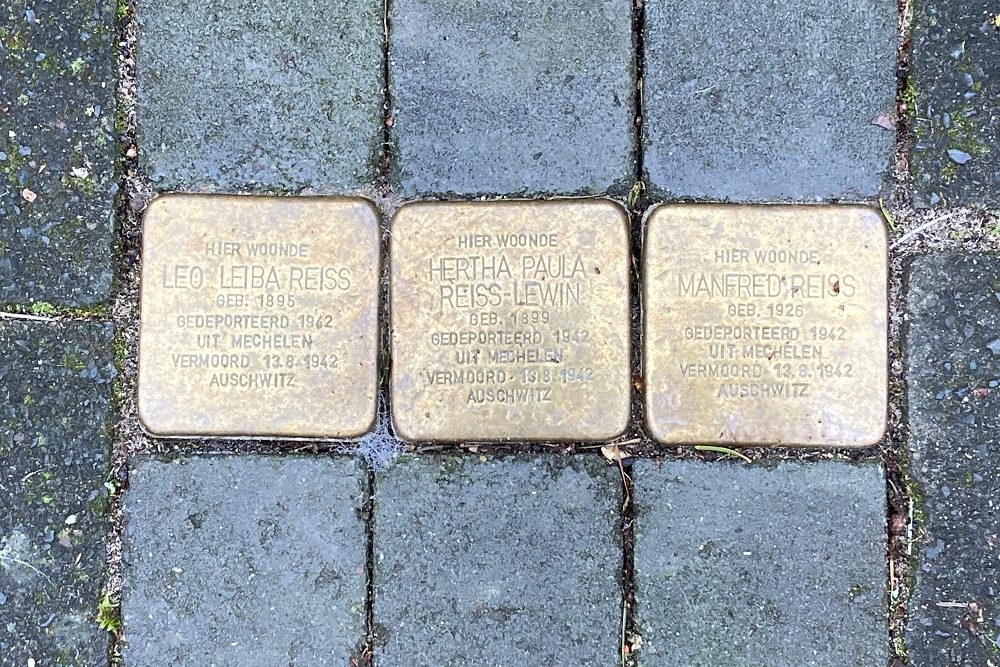 HIER WOONDE
LEO LEIBA REISS
GEB. 1895
GEDEPORTEERD 1942
UIT MECHELEN
VERMOORD 13.8.1942
AUSCHWITZ
HIER WOONDE
HERTHA PAULA
REISS-LEWIN
GEB. 1899
GEDEPORTEERD 1942
UIT MECHELEN
VERMOORD 13.8.1942
AUSCHWITZ
HIER WOONDE
MANFRED REISS
GEB. 1926
GEDEPORTEERD 1942
UIT MECHELEN
VERMOORD 13.8.1942
AUSCHWITZ